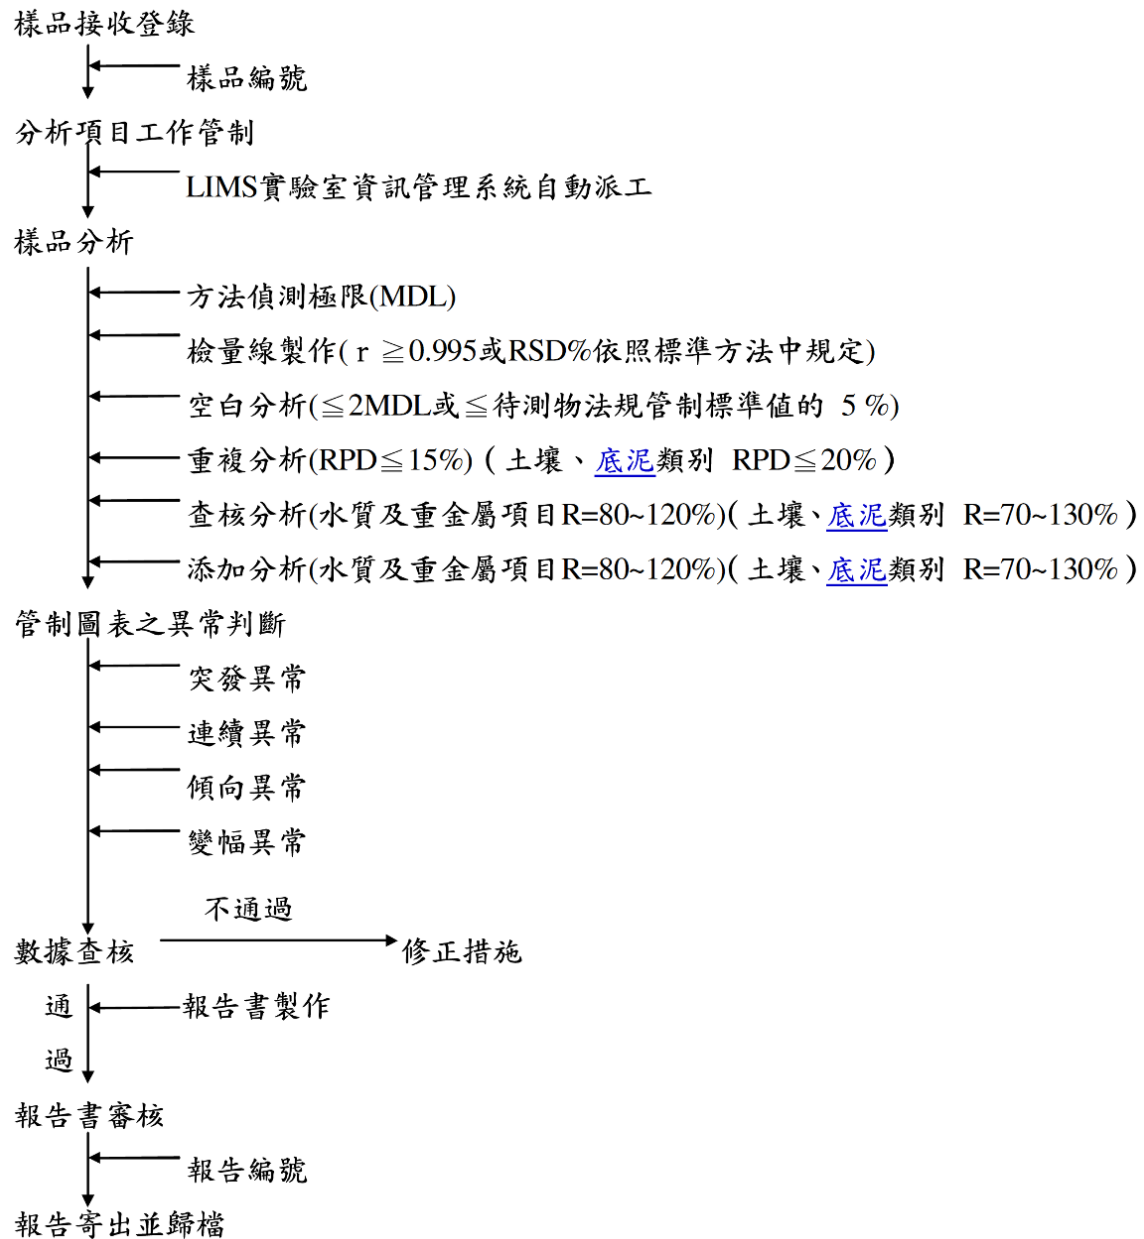 樣品接收登錄
樣品編號
分析項目工作管制
LIMS實驗室資訊管理系統自動派工
樣品分析
方法偵測極限(MDL)
檢量線製作( r ≧0.995或RSD%依照標準方法中規定)
空白分析(≦2MDL或≦待測物法規管制標準值的 5 %)
重複分析(RPD≦15%) ( 土壤、底泥類別 RPD≦20% )
查核分析(水質及重金屬項目R=80~120%)( 土壤、底泥類別 R=70~130% )
添加分析(水質及重金屬項目R=80~120%)( 土壤、底泥類別 R=70~130% )
管制圖表之異常判斷
突發異常
連續異常
傾向異常
變幅異常
不通過
數據查核
修正措施
通
報告書製作
過
報告書審核
報告編號
報告寄出並歸檔